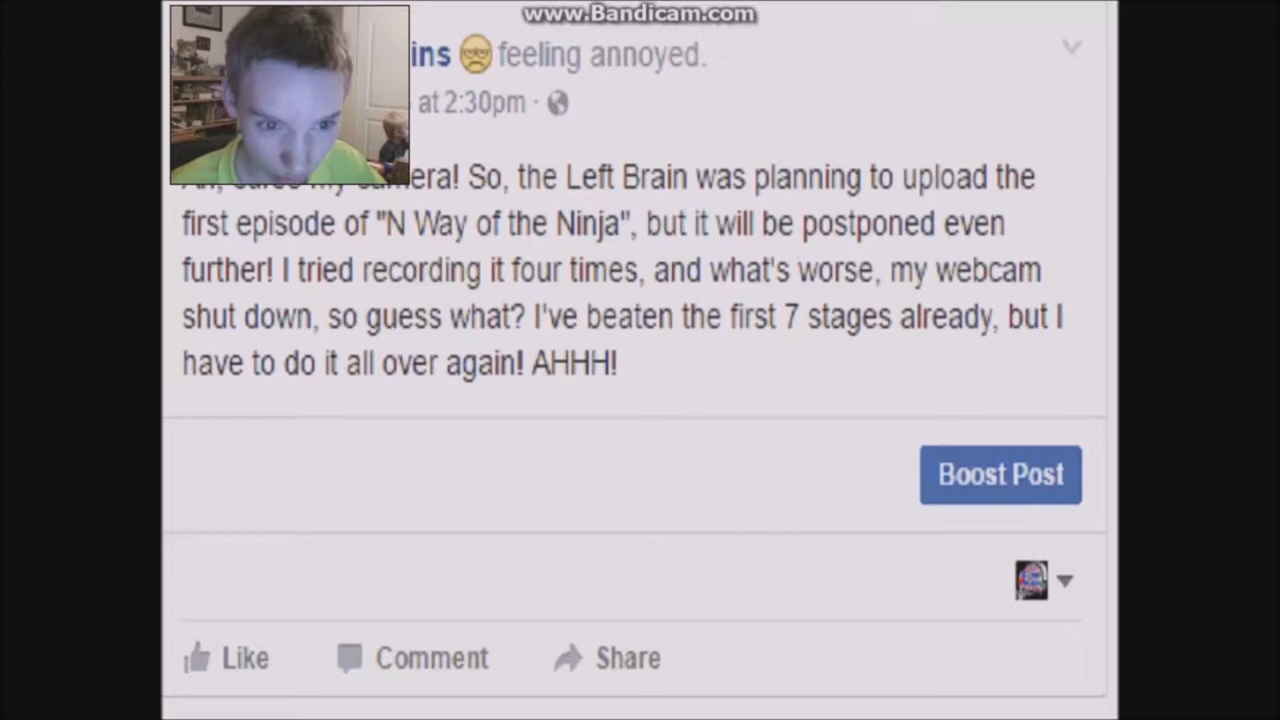 www.Bandicam.com
ins feeling annoyed.
at 2:30pm ·
camera! So, the Left Brain was planning to upload the
first episode of "N Way of the Ninja", but it will be postponed even
further! I tried recording it four times, and what's worse, my webcam
shut down, so guess what? I've beaten the first 7 stages already, but I
have to do it all over again! AHHH!
Boost Post
Like Comment Share